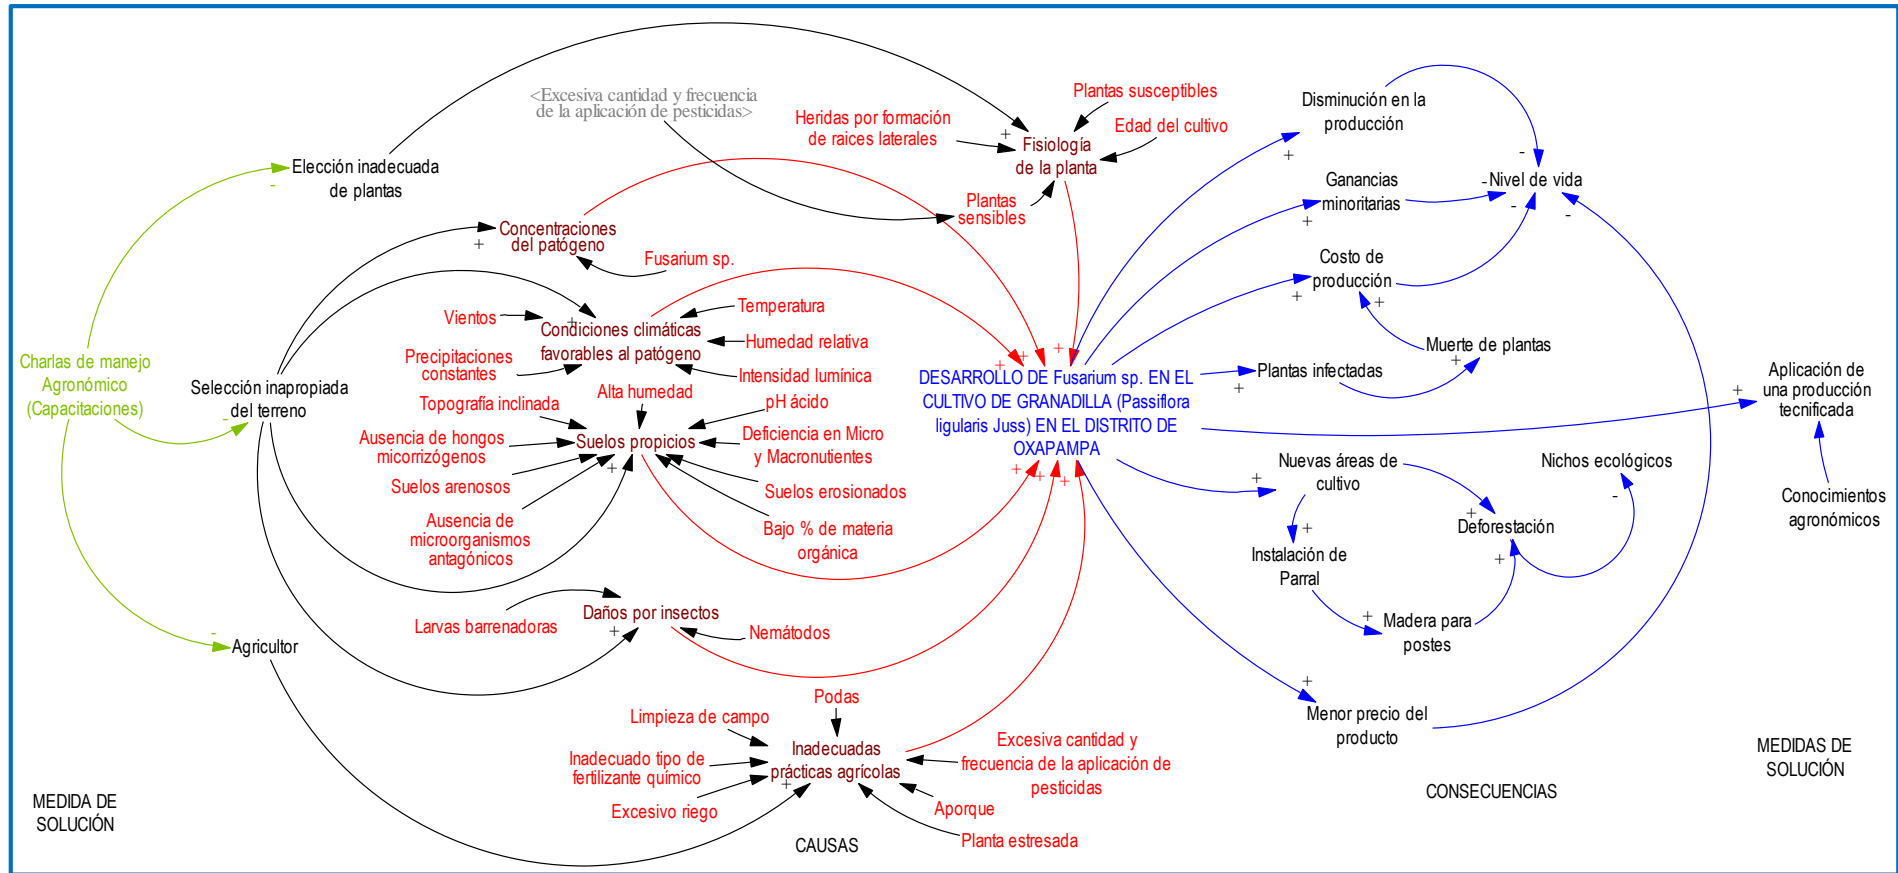 <Excesiva cantidad y frecuencia
de la aplicación de pesticidas>
Heridas por formación
de raices laterales
Plantas susceptibles
Edad del cultivo
+
Fisiología
de la planta
Plantas
sensibles
Elección inadecuada
de plantas
-
Concentraciones
del patógeno
+
Fusarium sp.
Vientos
Temperatura
+
Condiciones climáticas
favorables al patógeno
Humedad relativa
Precipitaciones
constantes
Intensidad lumínica
Charlas de manejo
Agronómico
(Capacitaciones)
Selección inapropiada
del terreno
-
Topografía inclinada
Alta humedad
pH ácido
Suelos propicios
+
Ausencia de hongos
micorrizógenos
Deficiencia en Micro
y Macronutientes
Suelos arenosos
Suelos erosionados
Ausencia de
microorganismos
antagónicos
Bajo % de materia
orgánica
Daños por insectos
+
Larvas barrenadoras
Nemátodos
-
Agricultor
Podas
Limpieza de campo
Inadecuadas
prácticas agrícolas
+
Inadecuado tipo de
fertilizante químico
Excesivo riego
Excesiva cantidad y
frecuencia de la aplicación de
pesticidas
Aporque
Planta estresada
MEDIDA DE
SOLUCIÓN
CAUSAS
+
+
+
DESARROLLO DE Fusarium sp. EN EL
CULTIVO DE GRANADILLA (Passiflora
ligularis Juss) EN EL DISTRITO DE
OXAPAMPA
+
+
+
Disminución en la
producción
+
Ganancias
minoritarias
+
-
-
-
-
Nivel de vida
Costo de
producción
+
+
Muerte de plantas
+
Plantas infectadas
+
Aplicación de
una producción
tecnificada
+
Conocimientos
agronómicos
Nuevas áreas de
cultivo
+
Nichos ecológicos
-
+
Deforestación
+
+
Instalación de
Parral
+
Madera para
postes
+
Menor precio del
producto
CONSECUENCIAS
MEDIDAS DE
SOLUCIÓN